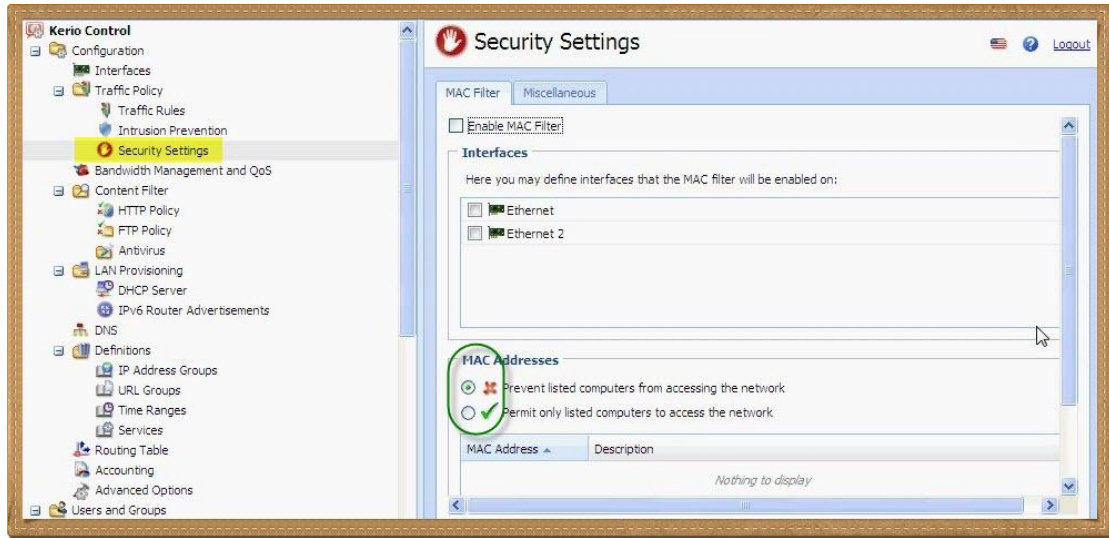 Kerio Control
Configuration
Interfaces
Traffic Policy
Traffic Rules
Intrusion Prevention
Security Settings
Bandwidth Management and QoS
Content Filter
HTTP Policy
FTP Policy
Antivirus
LAN Provisioning
DHCP Server
IPv6 Router Advertisements
DNS
Definitions
IP Address Groups
URL Groups
Time Ranges
Services
Routing Table
Accounting
Advanced Options
Users and Groups
Security Settings
Logout
MAC Filter Miscellaneous
Enable MAC Filter
Interfaces
Here you may define interfaces that the MAC filter will be enabled on:
Ethernet
Ethernet 2
MAC Addresses
Prevent listed computers from accessing the network
Permit only listed computers to access the network
MAC Address Description
Nothing to display